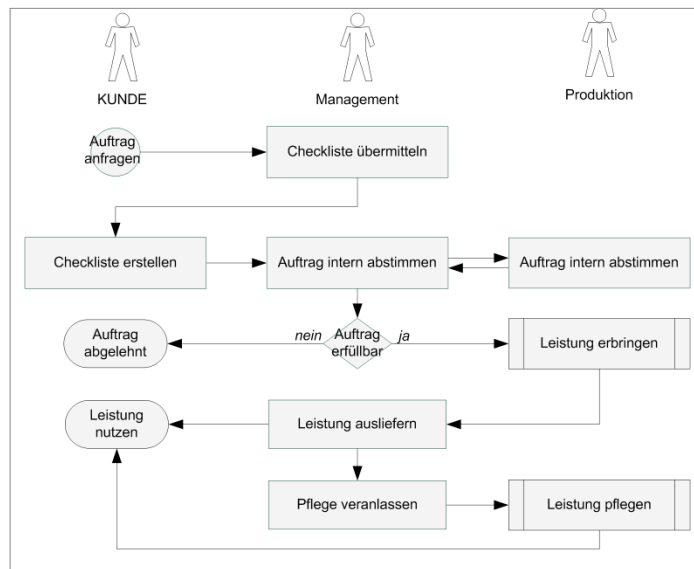 KUNDE
Management
Produktion
Auftrag
anfragen
Checkliste übermitteln
Checkliste erstellen
Auftrag intern abstimmen
Auftrag intern abstimmen
Auftrag
abgelehnt
nein
Auftrag
erfüllbar
ja
Leistung erbringen
Leistung
nutzen
Leistung ausliefern
Pflege veranlassen
Leistung pflegen